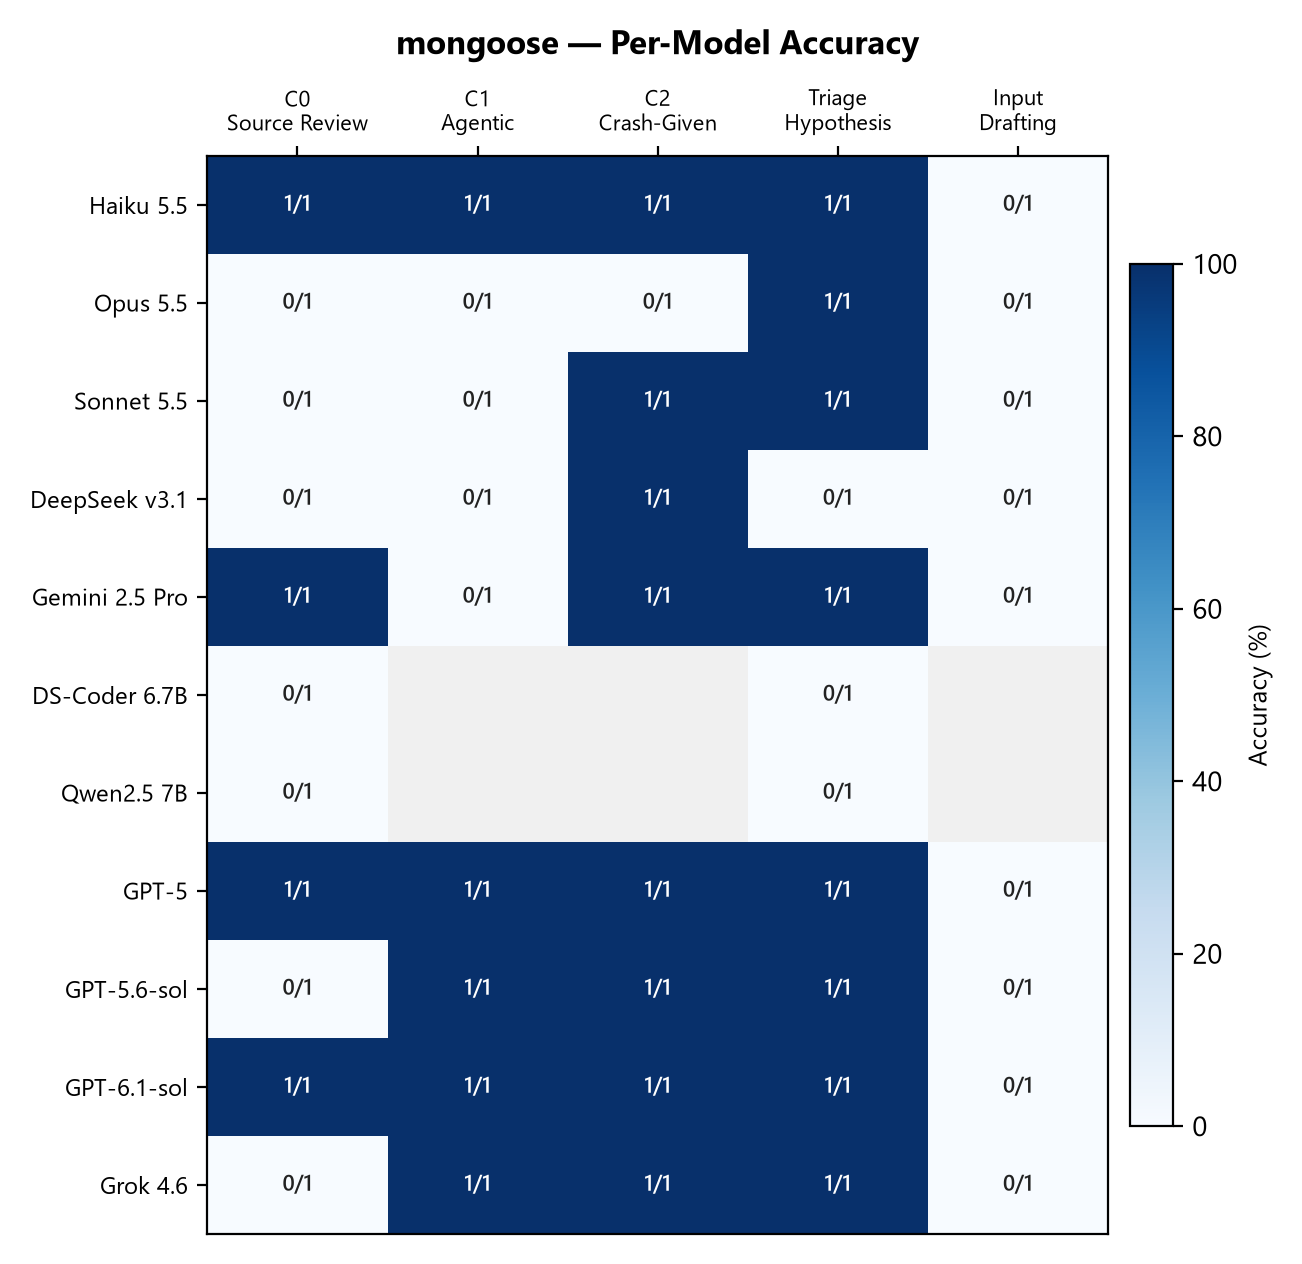 mongoose — Per-Model Accuracy
C0
Source Review
C1
Agentic
C2
Crash-Given
Triage
Hypothesis
Input
Drafting
Haiku 5.5 1/1 1/1 1/1 1/1 0/1
Opus 5.5 0/1 0/1 0/1 1/1 0/1
Sonnet 5.5 0/1 0/1 1/1 1/1 0/1
DeepSeek v3.1 0/1 0/1 1/1 0/1 0/1
Gemini 2.5 Pro 1/1 0/1 1/1 1/1 0/1
DS-Coder 6.7B 0/1 0/1
Qwen2.5 7B 0/1 0/1
GPT-5 1/1 1/1 1/1 1/1 0/1
GPT-5.6-sol 0/1 1/1 1/1 1/1 0/1
GPT-6.1-sol 1/1 1/1 1/1 1/1 0/1
Grok 4.6 0/1 1/1 1/1 1/1 0/1
100
80
60
40
20
0
Accuracy (%)